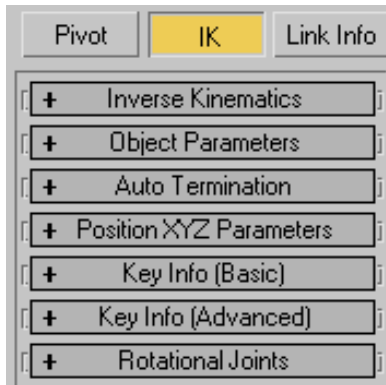 Pivot IK Link Info
+ Inverse Kinematics
+ Object Parameters
+ Auto Termination
+ Position XYZ Parameters
+ Key Info (Basic)
+ Key Info (Advanced)
+ Rotational Joints